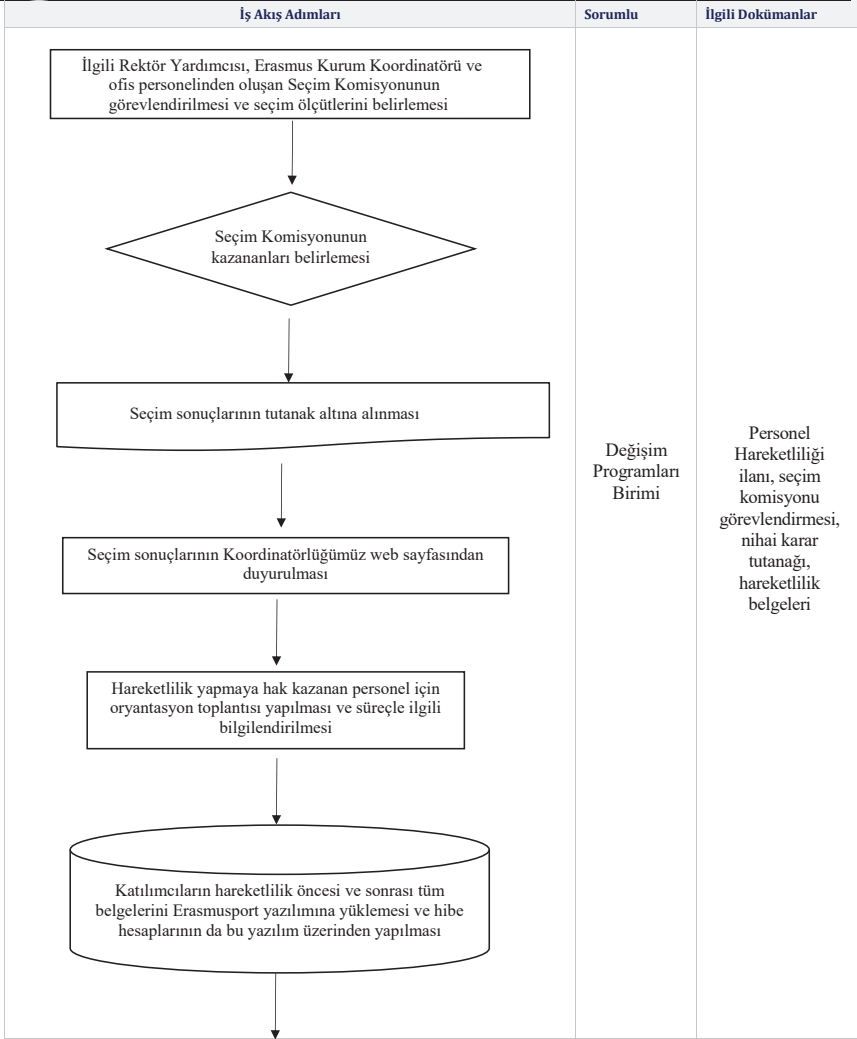 İş Akış Adımları
Sorumlu
İlgili Dokümanlar
İlgili Rektör Yardımcısı, Erasmus Kurum Koordinatörü ve
ofis personelinden oluşan Seçim Komisyonunun
görevlendirilmesi ve seçim ölçütlerini belirlemesi
Seçim Komisyonunun
kazananları belirlemesi
Seçim sonuçlarının tutanak altına alınması
Seçim sonuçlarının Koordinatörlüğümüz web sayfasından
duyurulması
Hareketlilik yapmaya hak kazanan personel için
oryantasyon toplantısı yapılması ve süreçle ilgili
bilgilendirilmesi
Katılımcıların hareketlilik öncesi ve sonrası tüm
belgelerini Erasmusport yazılımına yüklemesi ve hibe
hesaplarının da bu yazılım üzerinden yapılması
Değişim
Programları
Birimi
Personel
Hareketliliği
ilanı, seçim
komisyonu
görevlendirmesi,
nihai karar
tutanağı,
hareketlilik
belgeleri